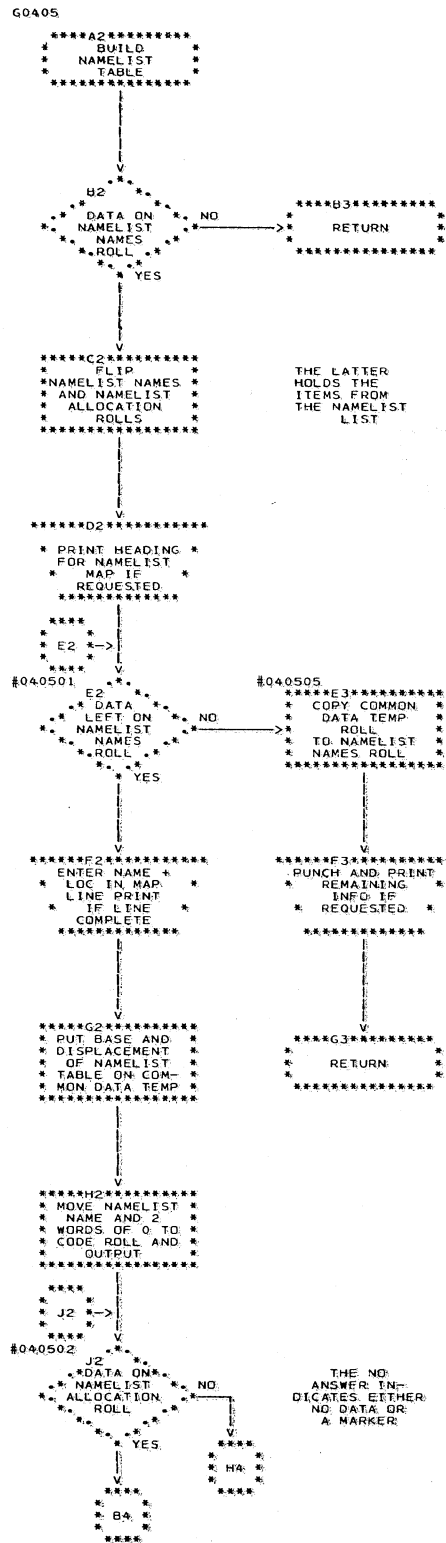 G0405
A2
BUILD
NAMELIST
TABLE
B2
DATA ON
NAMELIST
NAMES
ROLL
NO
YES
B3
RETURN
C2
FLIP
NAMELIST NAMES
AND NAMELIST
ALLOCATION
ROLLS
THE LATTER
HOLDS THE
ITEMS FROM
THE NAMELIST
LIST
D2
PRINT HEADING
FOR NAMELIST
MAP IF
REQUESTED
E2
#040501
E2
DATA
LEFT ON
NAMELIST
NAMES
ROLL
NO
YES
#040505
E3
COPY COMMON
DATA TEMP
ROLL
TO NAMELIST
NAMES ROLL
F2
ENTER NAME +
LOC IN MAP
LINE PRINT
IF LINE
COMPLETE
F3
PUNCH AND PRINT
REMAINING
INFO IF
REQUESTED
G2
PUT BASE AND
DISPLACEMENT
OF NAMELIST
TABLE ON COM-
MON DATA TEMP
G3
RETURN
H2
MOVE NAMELIST
NAME AND 2
WORDS OF 0 TO
CODE ROLL AND
OUTPUT
J2
#040502
J2
DATA ON
NAMELIST
ALLOCATION
ROLL
NO
YES
THE NO
ANSWER IN-
DICATES EITHER
NO DATA OR
A MARKER
H4
B4